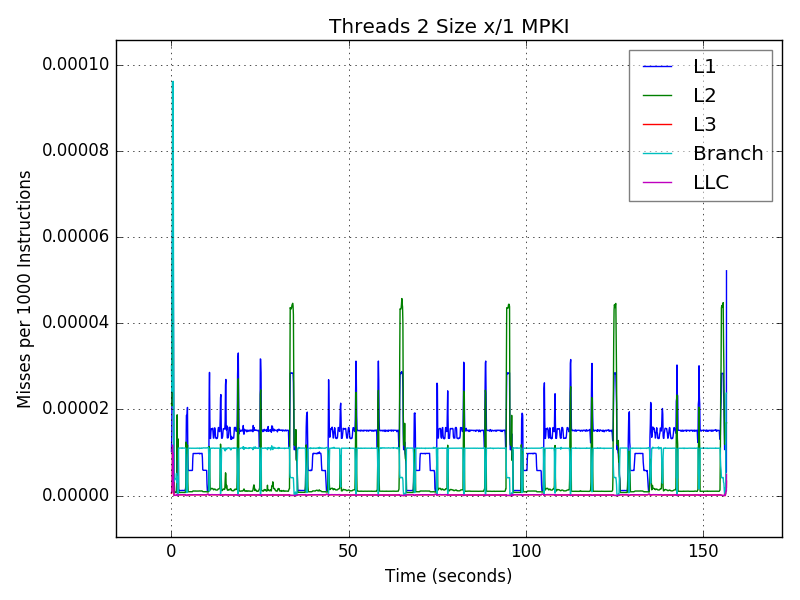 Threads 2 Size x/1 MPKI
0.00010
0.00008
0.00006
0.00004
0.00002
0.00000
Misses per 1000 Instructions
L1
L2
L3
Branch
LLC
0 50 100 150
Time (seconds)